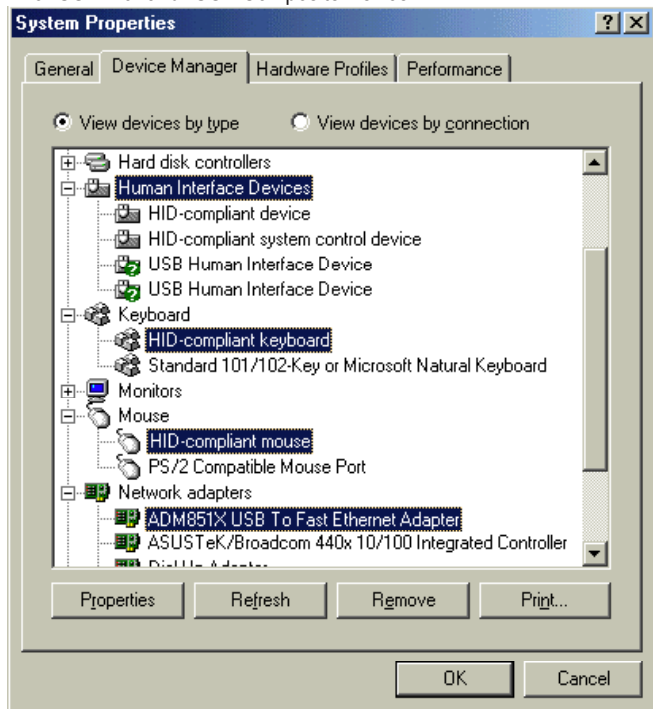 System Properties
General Device Manager Hardware Profiles Performance
View devices by type View devices by connection
Hard disk controllers
Human Interface Devices
HID-compliant device
HID-compliant system control device
USB Human Interface Device
USB Human Interface Device
Keyboard
HID-compliant keyboard
Standard 101/102-Key or Microsoft Natural Keyboard
Monitors
Mouse
HID-compliant mouse
PS/2 Compatible Mouse Port
Network adapters
ADM851X USB To Fast Ethernet Adapter
ASUSTeK/Broadcom 440x 10/100 Integrated Controller
Properties Refresh Remove Print...
OK Cancel